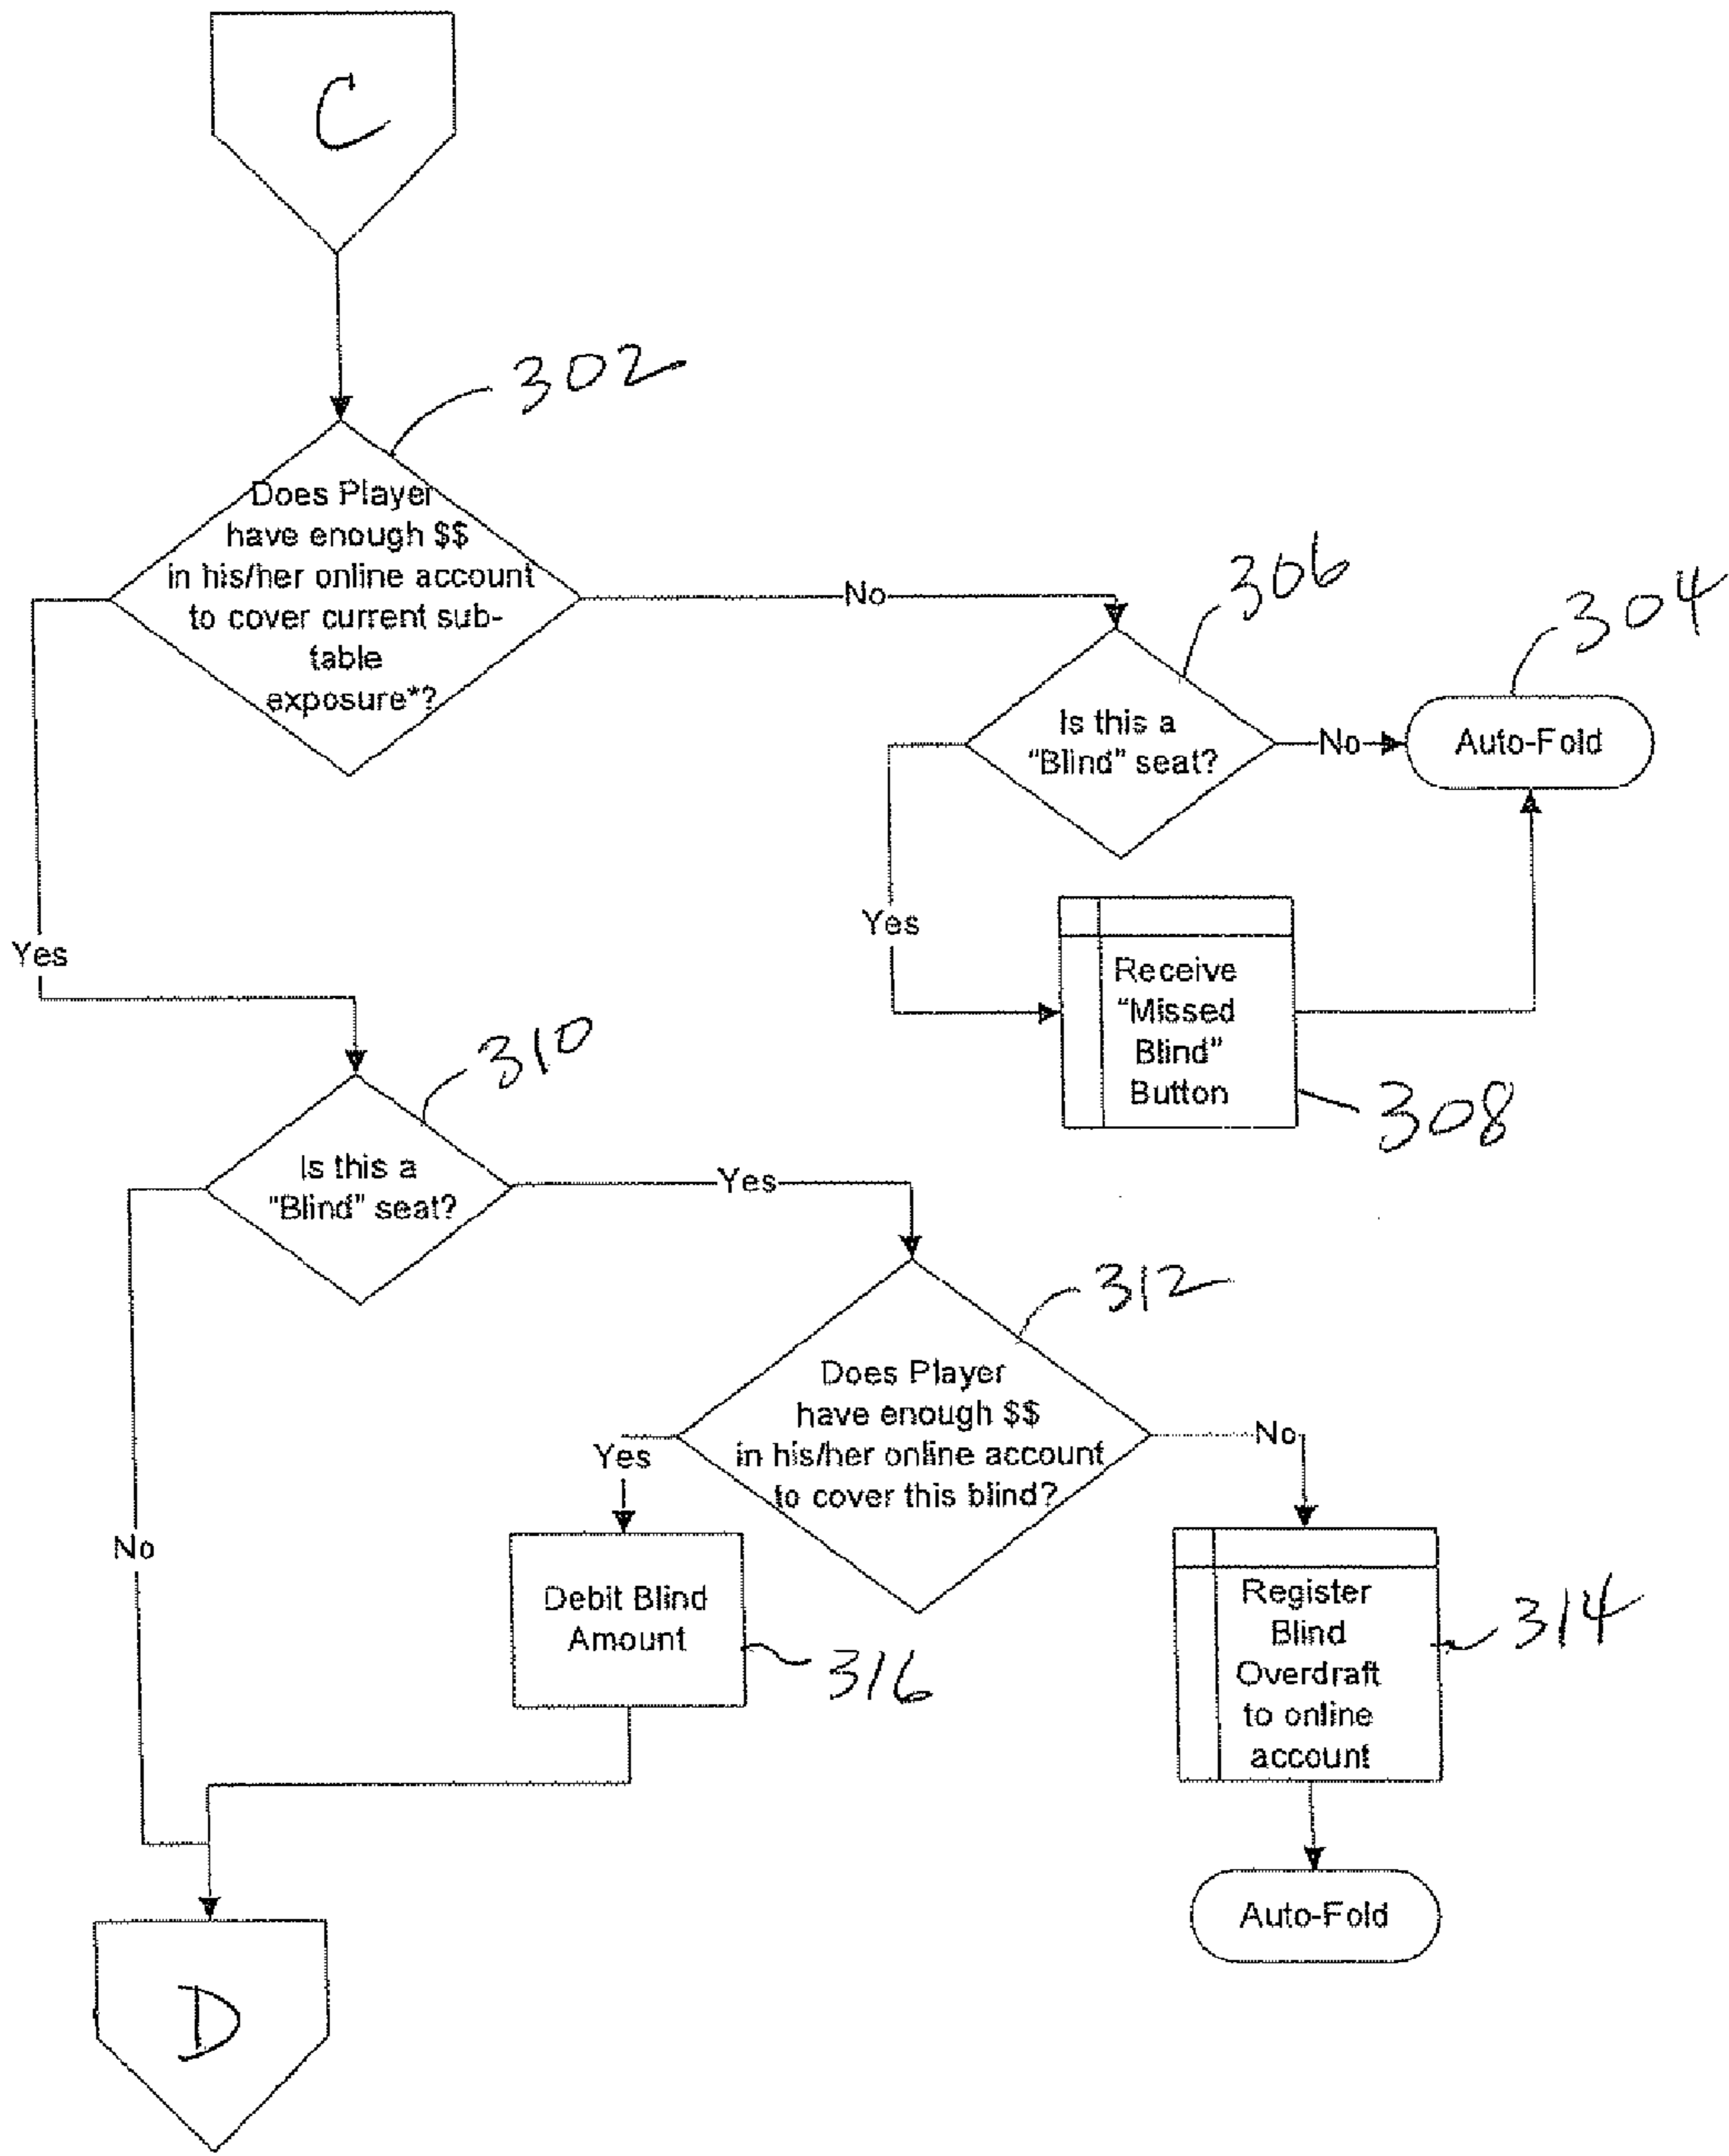 C
302
Does Player
have enough $$
in his/her online account
to cover current sub-
table
exposure*?
No
306
304
Is this a
"Blind" seat?
No
Auto-Fold
Yes
Yes
Receive
"Missed
Blind"
Button
308
310
Is this a
"Blind" seat?
Yes
312
Does Player
have enough $$
in his/her online account
to cover this blind?
Yes
No
No
Debit Blind
Amount
316
Register
Blind
Overdraft
to online
account
314
Auto-Fold
D